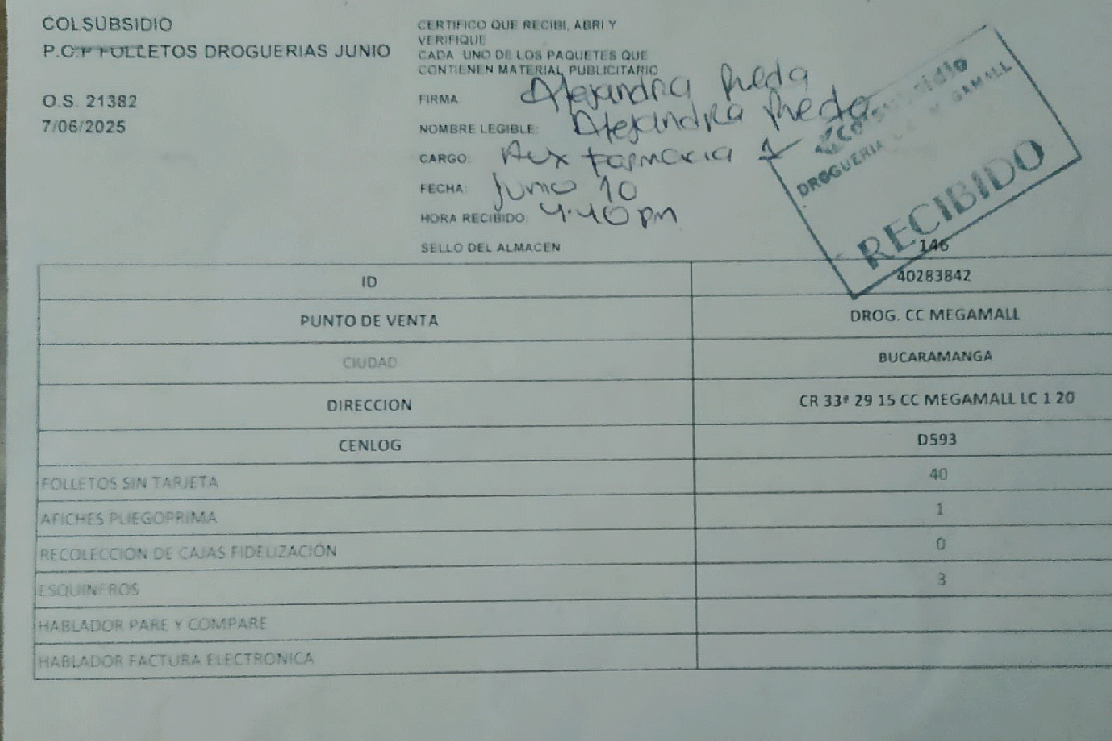 COLSUBSIDIO
P.O.P FOLLETOS DROGUERIAS JUNIO
O.S. 21382
7/06/2025
CERTIFICO QUE RECIBI, ABRI Y
VERIFIQUE
CADA UNO DE LOS PAQUETES QUE
CONTIENEN MATERIAL PUBLICITARIO
FIRMA Alejandra
NOMBRE LEGIBLE: Alejandra
CARGO: Aux farmacia 1
FECHA: Junio 10
HORA RECIBIDO: 4:40 pm
SELLO DEL ALMACEN
Colsubsidio
DROGUERIA MEGAMALL
RECIBIDO
146
ID 40283842
PUNTO DE VENTA DROG. CC MEGAMALL
CIUDAD BUCARAMANGA
DIRECCION CR 33ª 29 15 CC MEGAMALL LC 1 20
CENLOG D593
FOLLETOS SIN TARJETA 40
AFICHES PLIEGOPRIMA 1
RECOLECCION DE CAJAS FIDELIZACIÓN 0
ESQUINEROS 3
HABLADOR PARE Y COMPARE
HABLADOR FACTURA ELECTRONICA